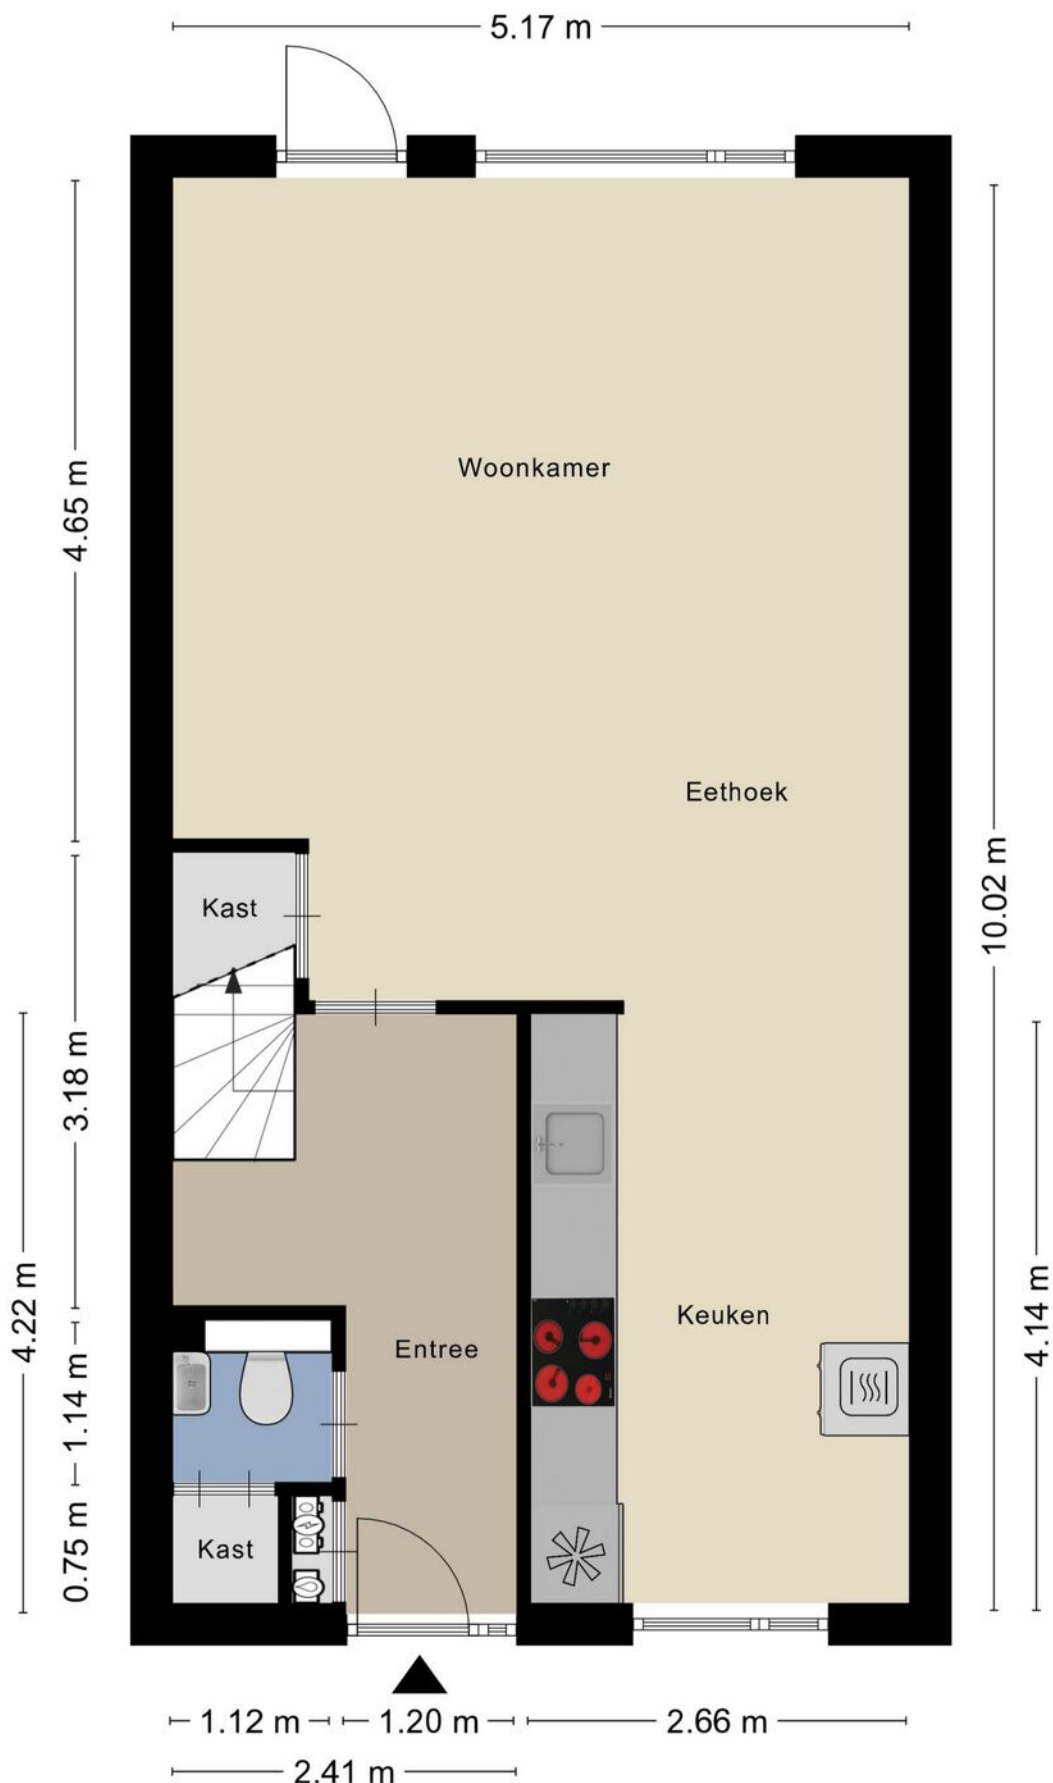 5.17 m
4.65 m
Woonkamer
Eethoek
10.02 m
Kast
3.18 m
4.22 m
Keuken
4.14 m
Entree
1.14 m
0.75 m
Kast
1.12 m
1.20 m
2.66 m
2.41 m